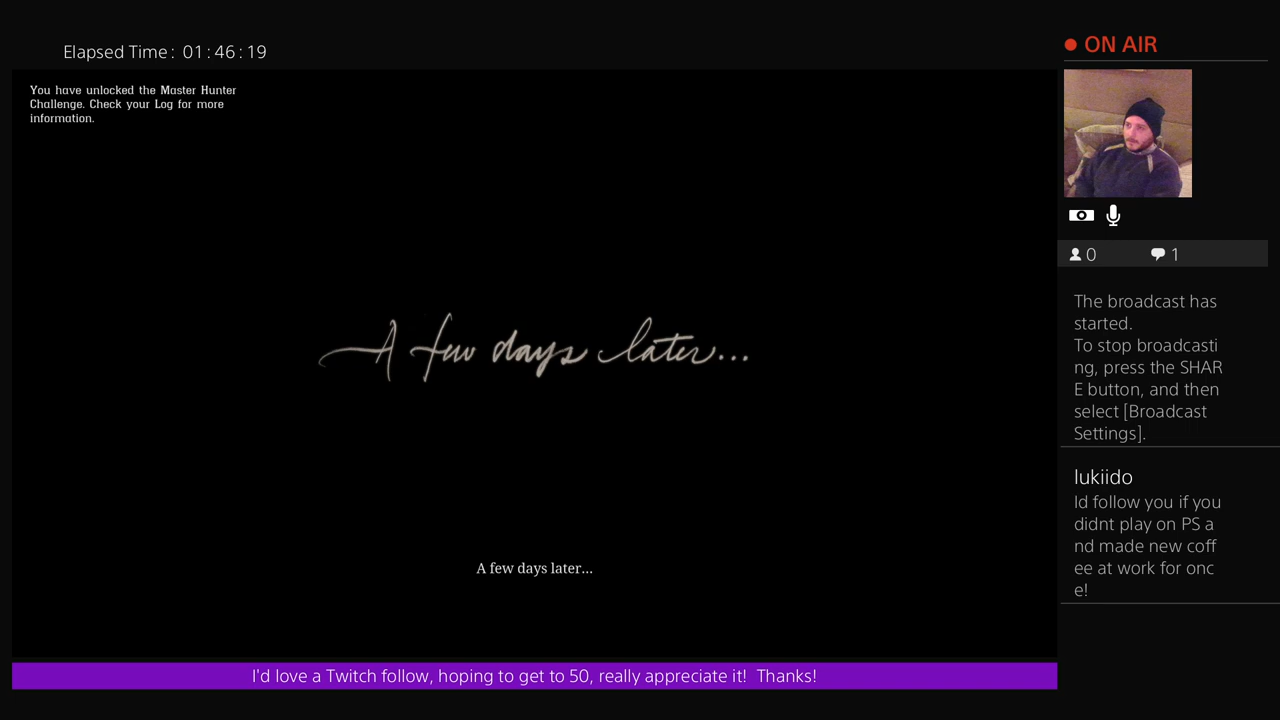 Elapsed Time: 01:46:19
ON AIR
You have unlocked the Master Hunter
Challenge. Check your Log for more
information.
0
1
A few days later...
A few days later...
The broadcast has
started.
To stop broadcasti
ng, press the SHAR
E button, and then
select [Broadcast
Settings].
lukiido
Id follow you if you
didnt play on PS a
nd made new coff
ee at work for onc
e!
I'd love a Twitch follow, hoping to get to 50, really appreciate it!  Thanks!